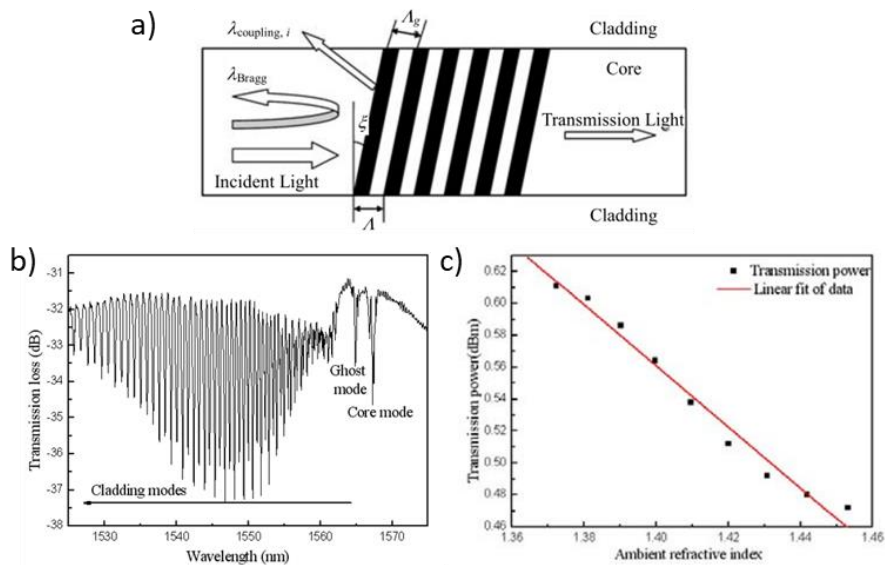 a)
λcoupling, i
Λg
Cladding
Core
λBragg
ξ
Transmission Light
Incident Light
Λ
Cladding
b)
-31
-32
-33
-34
-35
-36
-37
-38
Transmission loss (dB)
Ghost
mode
Core mode
Cladding modes
1530
1540
1550
1560
1570
Wavelength (nm)
c)
0.62
0.60
0.58
0.56
0.54
0.52
0.50
0.48
0.46
Transmission power(dBm)
Transmission power
Linear fit of data
1.36
1.38
1.40
1.42
1.44
1.46
Ambient refractive index